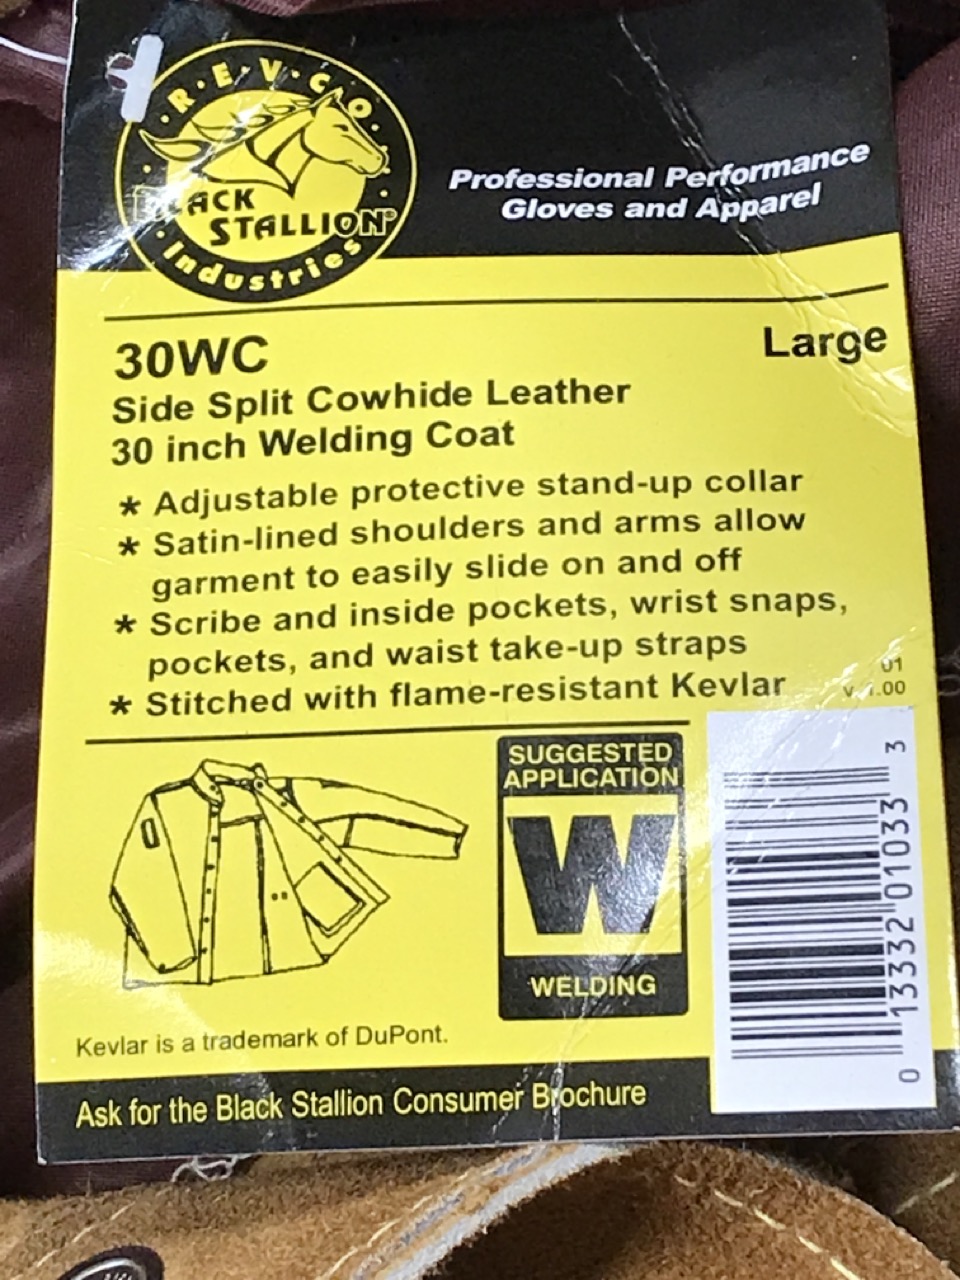 R·E·V·C·O
BLACK
STALLION®
Industries
Professional Performance
Gloves and Apparel
30WC
Large
Side Split Cowhide Leather
30 inch Welding Coat
* Adjustable protective stand-up collar
* Satin-lined shoulders and arms allow
garment to easily slide on and off
* Scribe and inside pockets, wrist snaps,
pockets, and waist take-up straps
* Stitched with flame-resistant Kevlar
01
v. 1.00
SUGGESTED
APPLICATION
W
WELDING
0 13332 01033 3
Kevlar is a trademark of DuPont.
Ask for the Black Stallion Consumer Brochure